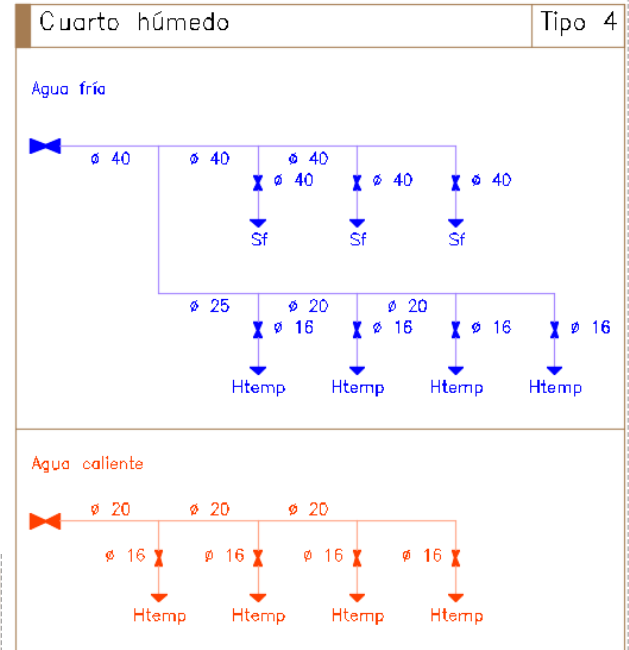 Cuarto húmedo Tipo 4
Agua fría
ø 40 ø 40 ø 40
ø 40 ø 40 ø 40
Sf Sf Sf
ø 25 ø 20 ø 20
ø 16 ø 16 ø 16 ø 16
Htemp Htemp Htemp Htemp
Agua caliente
ø 20 ø 20 ø 20
ø 16 ø 16 ø 16 ø 16
Htemp Htemp Htemp Htemp